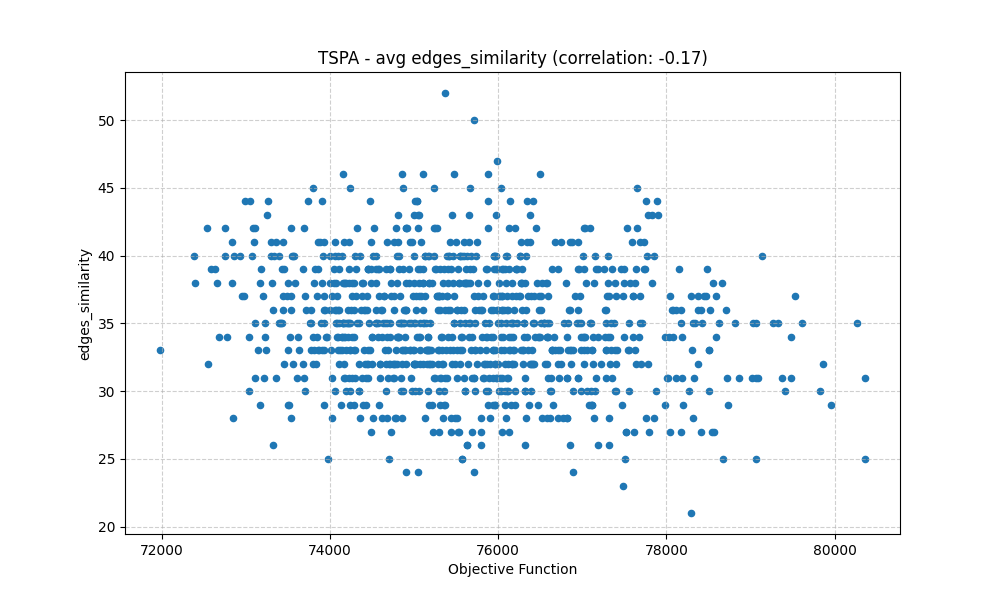 TSPA - avg edges_similarity (correlation: -0.17)
50
45
40
35
30
25
20
edges_similarity
72000 74000 76000 78000 80000
Objective Function